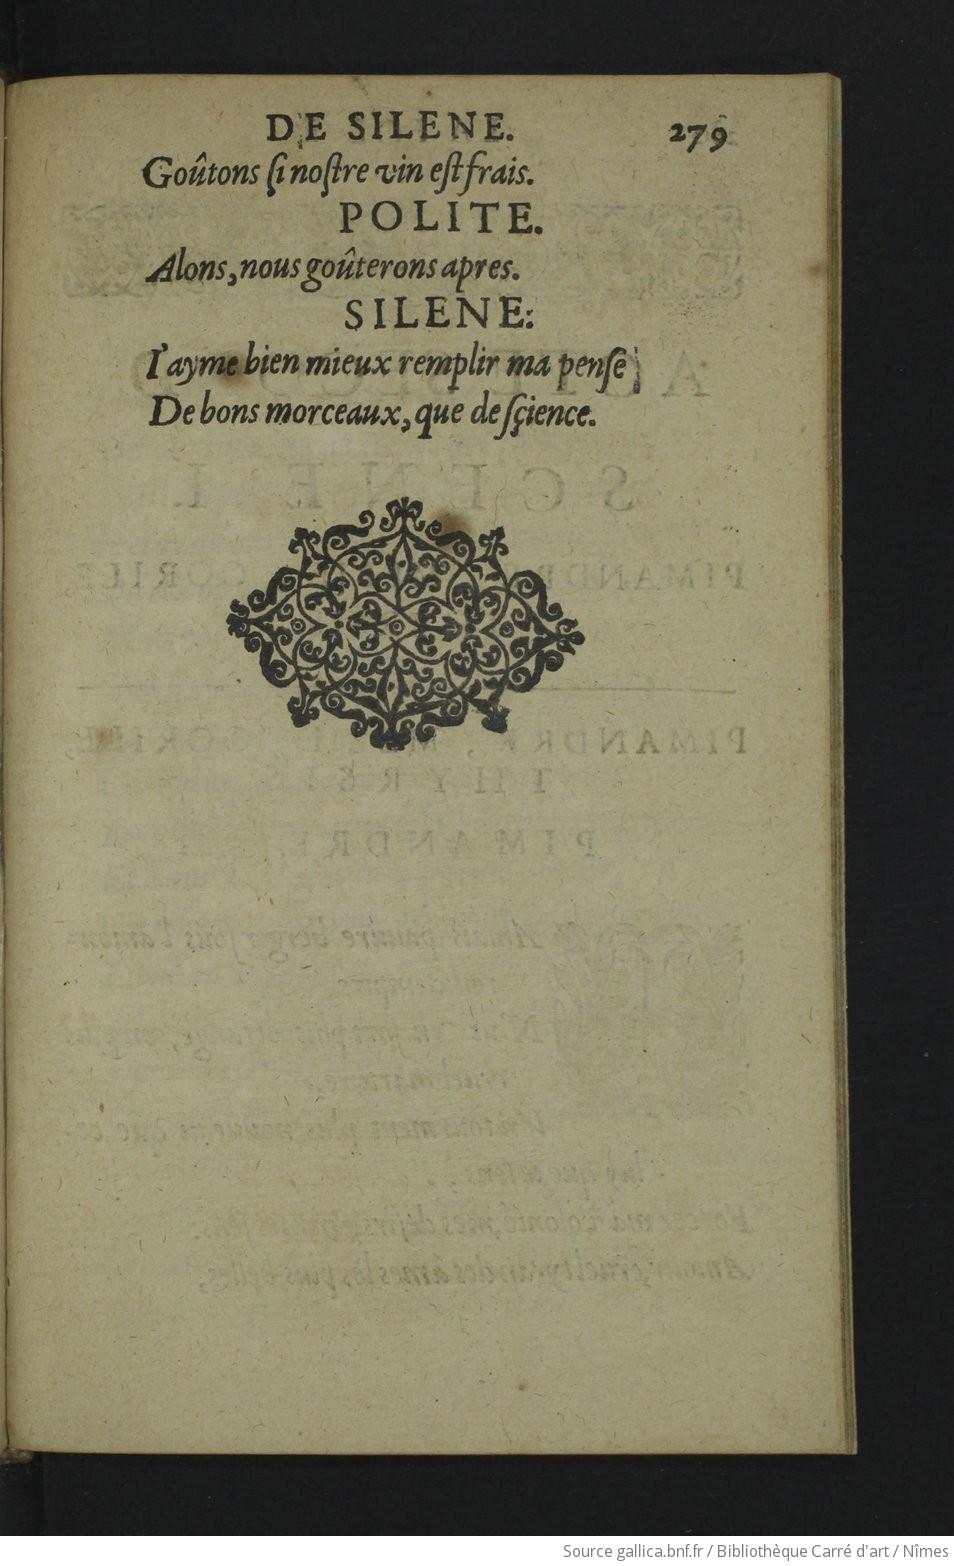 DE SILENE. 279
Goûtons ſi noſtre vin eſt frais.
POLITE.
Alons, nous goûterons apres.
SILENE:
I'ayme bien mieux remplir ma penſe
De bons morceaux, que de ſçience.
Source gallica.bnf.fr / Bibliothèque Carré d'art / Nîmes